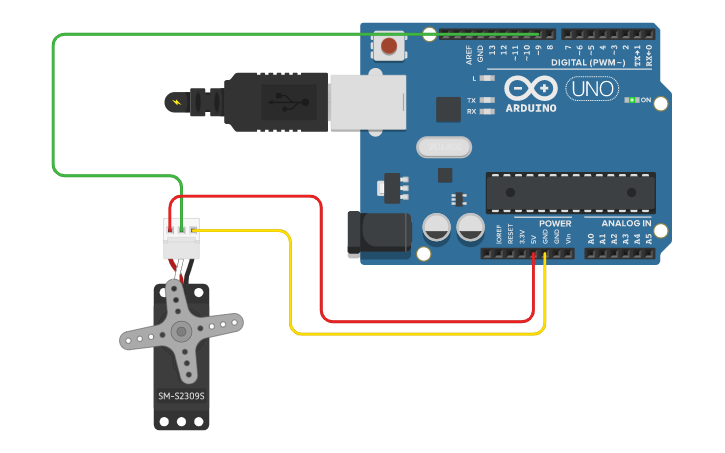 AREF
GND
13
12
~11
~10
~9
8
7
~6
~5
4
~3
2
TX→1
RX←0
DIGITAL (PWM~)
L
TX
RX
ARDUINO
UNO
ON
POWER
ANALOG IN
IOREF
RESET
3.3V
5V
GND
GND
Vin
A0
A1
A2
A3
A4
A5
SM-S2309S